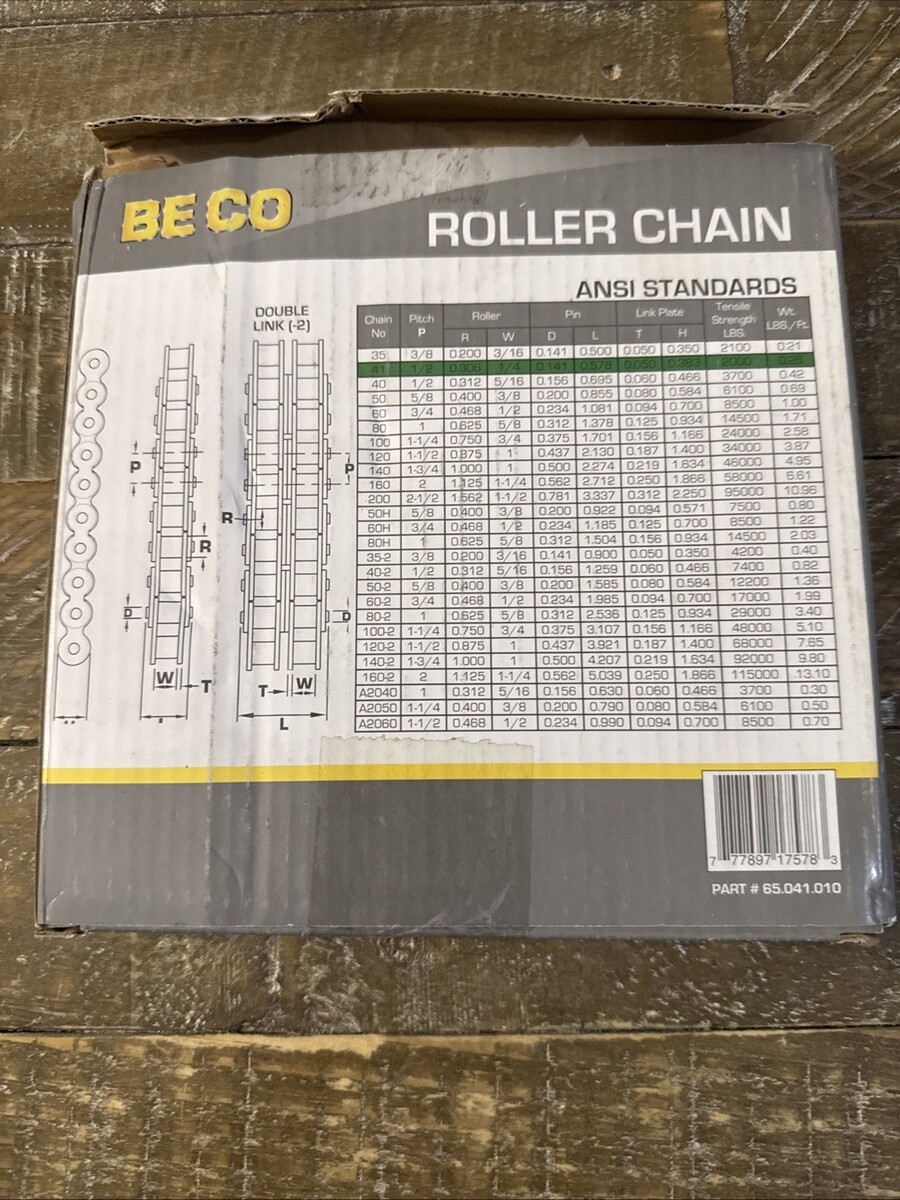 BE CO
ROLLER CHAIN
ANSI STANDARDS
DOUBLE
LINK (-2)
Chain No Pitch P Roller Pin Link Plate Tensile Strength LBS. Wt. LBS./Ft.
R W D L T H
35 3/8 0.200 3/16 0.141 0.500 0.050 0.350 2100 0.21
41 1/2 0.306 1/4 0.141 0.578 0.050 2000 0.25
40 1/2 0.312 5/16 0.156 0.695 0.060 0.466 3700 0.42
50 5/8 0.400 3/8 0.200 0.855 0.080 0.584 6100 0.69
60 3/4 0.468 1/2 0.234 1.081 0.094 0.700 8500 1.00
80 1 0.625 5/8 0.312 1.378 0.125 0.934 14500 1.71
100 1-1/4 0.750 3/4 0.375 1.701 0.156 1.166 24000 2.58
120 1-1/2 0.875 1 0.437 2.130 0.187 1.400 34000 3.87
140 1-3/4 1.000 1 0.500 2.274 0.219 1.634 46000 4.95
160 2 1.125 1-1/4 0.562 2.712 0.250 1.866 58000 6.61
200 2-1/2 1.562 1-1/2 0.781 3.337 0.312 2.250 95000 10.96
50H 5/8 0.400 3/8 0.200 0.922 0.094 0.571 7500 0.80
60H 3/4 0.468 1/2 0.234 1.185 0.125 0.700 8500 1.22
80H 1 0.625 5/8 0.312 1.504 0.156 0.934 14500 2.03
35-2 3/8 0.200 3/16 0.141 0.900 0.050 0.350 4200 0.40
40-2 1/2 0.312 5/16 0.156 1.259 0.060 0.466 7400 0.82
50-2 5/8 0.400 3/8 0.200 1.585 0.080 0.584 12200 1.36
60-2 3/4 0.468 1/2 0.234 1.985 0.094 0.700 17000 1.99
80-2 1 0.625 5/8 0.312 2.536 0.125 0.934 29000 3.40
100-2 1-1/4 0.750 3/4 0.375 3.107 0.156 1.166 48000 5.10
120-2 1-1/2 0.875 1 0.437 3.921 0.187 1.400 68000 7.65
140-2 1-3/4 1.000 1 0.500 4.207 0.219 1.634 92000 9.80
160-2 2 1.125 1-1/4 0.562 5.039 0.250 1.866 115000 13.10
A2040 1 0.312 5/16 0.156 0.630 0.060 0.466 3700 0.30
A2050 1-1/4 0.400 3/8 0.200 0.790 0.080 0.584 6100 0.50
A2060 1-1/2 0.468 1/2 0.234 0.990 0.094 0.700 8500 0.70
P P
R
R
D D
W T T W
L
7 77897 17578 3
PART # 65.041.010